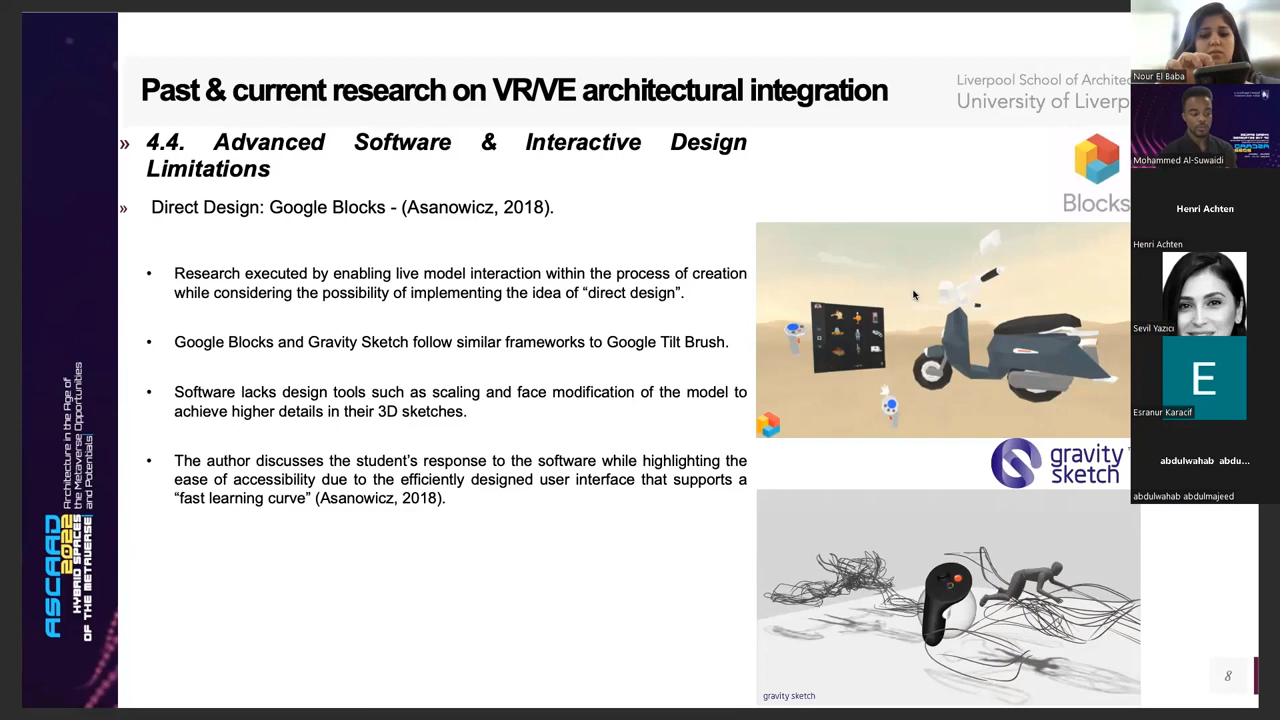 Past & current research on VR/VE architectural integration
Liverpool School of Architec
University of Liverp
» 4.4. Advanced Software & Interactive Design
Limitations
» Direct Design: Google Blocks - (Asanowicz, 2018).
• Research executed by enabling live model interaction within the process of creation
while considering the possibility of implementing the idea of “direct design”.
• Google Blocks and Gravity Sketch follow similar frameworks to Google Tilt Brush.
• Software lacks design tools such as scaling and face modification of the model to
achieve higher details in their 3D sketches.
• The author discusses the student’s response to the software while highlighting the
ease of accessibility due to the efficiently designed user interface that supports a
“fast learning curve” (Asanowicz, 2018).
Blocks
gravity
sketch
gravity sketch
8
ASCAAD
2022
HYBRID SPACES
OF THE METAVERSE
Architecture in the Age of
the Metaverse: Opportunities
and Potentials
Nour El Baba
Mohammed Al-Suwaidi
Henri Achten
Henri Achten
Sevil Yazıcı
E
Esranur Karacif
abdulwahab abdu...
abdulwahab abdulmajeed